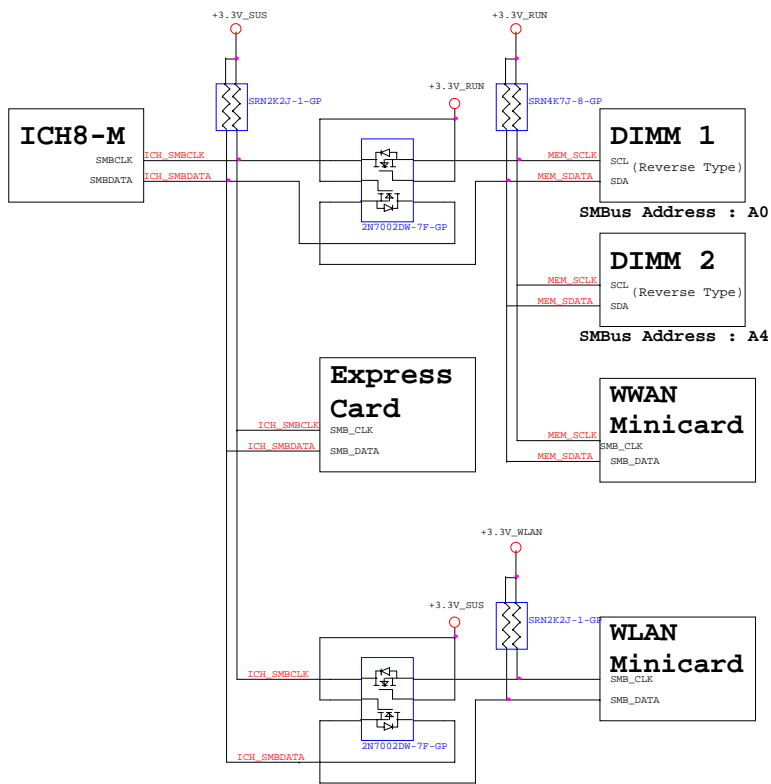 +3.3V_SUS
+3.3V_RUN
+3.3V_RUN
SRN2K2J-1-GP
SRN4K7J-8-GP
ICH8-M
SMBCLK
SMBDATA
ICH_SMBCLK
ICH_SMBDATA
2N7002DW-7F-GP
MEM_SCLK
MEM_SDATA
DIMM 1
SCL
(Reverse Type)
SDA
SMBus Address : A0
DIMM 2
MEM_SCLK
MEM_SDATA
SCL
(Reverse Type)
SDA
SMBus Address : A4
Express
Card
ICH_SMBCLK
ICH_SMBDATA
SMB_CLK
SMB_DATA
WWAN
Minicard
MEM_SCLK
MEM_SDATA
SMB_CLK
SMB_DATA
+3.3V_WLAN
+3.3V_SUS
SRN2K2J-1-GP
WLAN
Minicard
ICH_SMBCLK
SMB_CLK
SMB_DATA
2N7002DW-7F-GP
ICH_SMBDATA